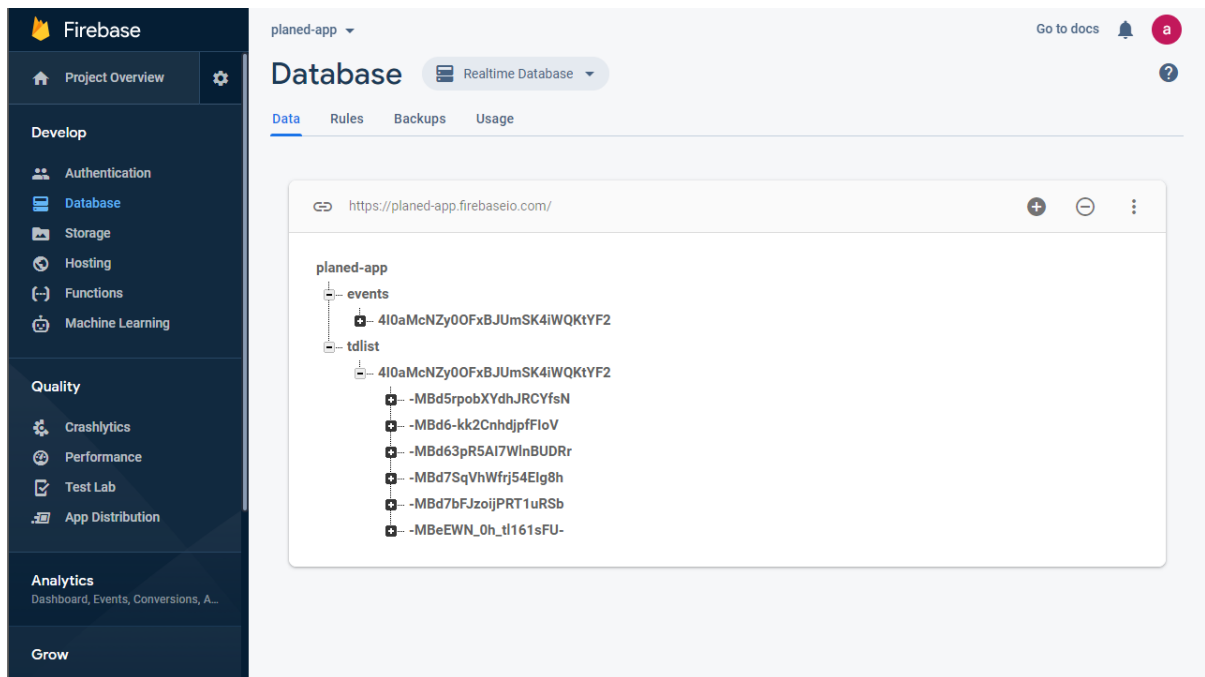 Firebase
Project Overview
Develop
Authentication
Database
Storage
Hosting
Functions
Machine Learning
Quality
Crashlytics
Performance
Test Lab
App Distribution
Analytics
Dashboard, Events, Conversions, A...
Grow
planed-app
Go to docs
a
Database
Realtime Database
?
Data Rules Backups Usage
https://planed-app.firebaseio.com/
planed-app
events
4I0aMcNZy0OFxBJUmSK4iWQKtYF2
tdlist
4I0aMcNZy0OFxBJUmSK4iWQKtYF2
-MBd5rpobXYdhJRCYfsN
-MBd6-kk2CnhdjpfFIoV
-MBd63pR5AI7WlnBUDRr
-MBd7SqVhWfrj54EIg8h
-MBd7bFJzoijPRT1uRSb
-MBeEWN_0h_tl161sFU-